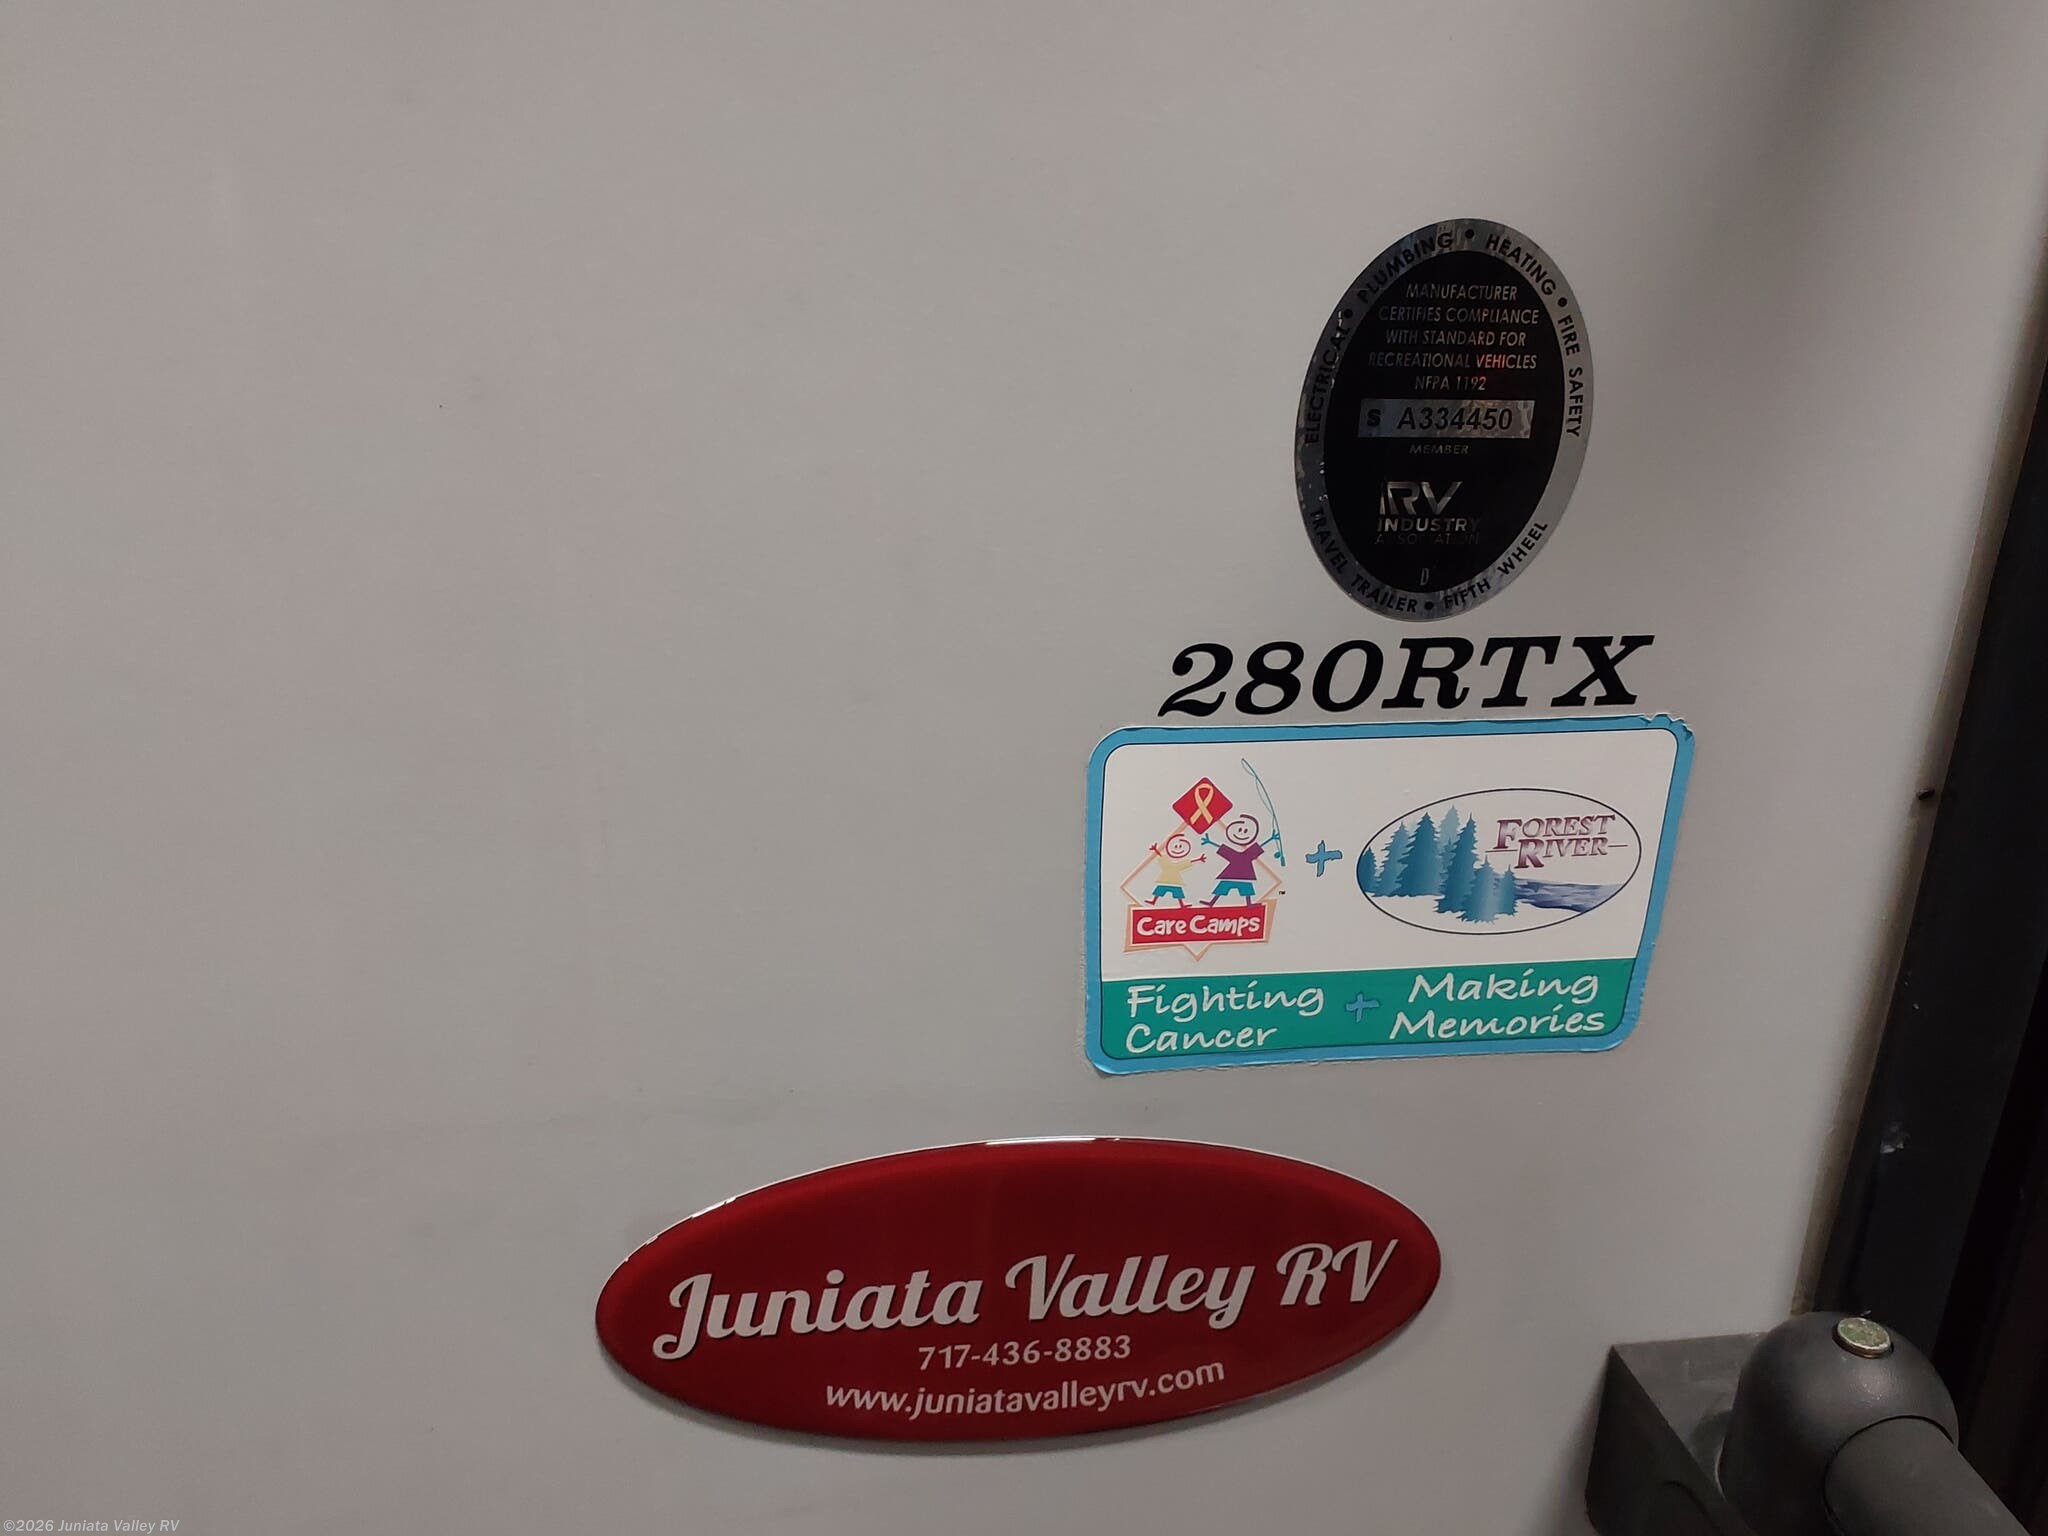 ELECTRICAL • PLUMBING • HEATING • FIRE SAFETY
MANUFACTURER
CERTIFIES COMPLIANCE
WITH STANDARD FOR
RECREATIONAL VEHICLES
NFPA 1192
S A334450
MEMBER
RV
INDUSTRY
ASSOCIATION
D
TRAVEL TRAILER • FIFTH WHEEL
280RTX
Care Camps
™
+
FOREST
RIVER
Fighting
Cancer
+
Making
Memories
Juniata Valley RV
717-436-8883
www.juniatavalleyrv.com
©2026 Juniata Valley RV